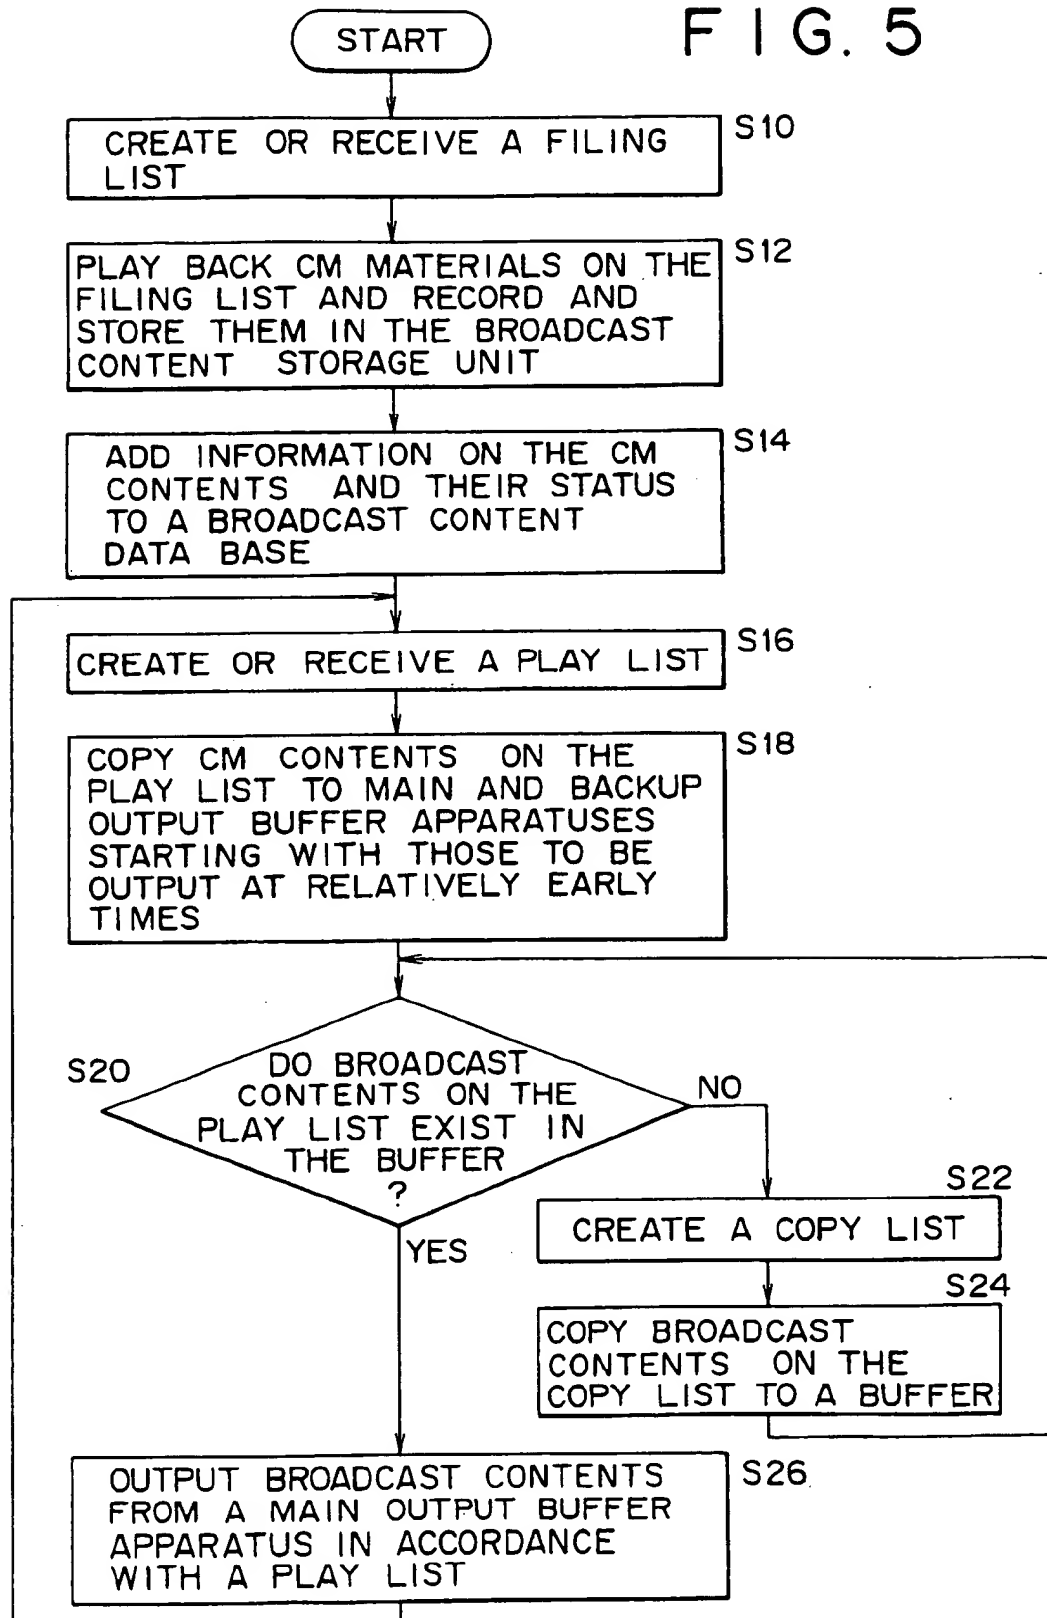 FIG. 5
START
S10
CREATE OR RECEIVE A FILING
LIST
S12
PLAY BACK CM MATERIALS ON THE
FILING LIST AND RECORD AND
STORE THEM IN THE BROADCAST
CONTENT STORAGE UNIT
S14
ADD INFORMATION ON THE CM
CONTENTS AND THEIR STATUS
TO A BROADCAST CONTENT
DATA BASE
S16
CREATE OR RECEIVE A PLAY LIST
S18
COPY CM CONTENTS ON THE
PLAY LIST TO MAIN AND BACKUP
OUTPUT BUFFER APPARATUSES
STARTING WITH THOSE TO BE
OUTPUT AT RELATIVELY EARLY
TIMES
S20
DO BROADCAST
CONTENTS ON THE
PLAY LIST EXIST IN
THE BUFFER
?
NO
YES
S22
CREATE A COPY LIST
S24
COPY BROADCAST
CONTENTS ON THE
COPY LIST TO A BUFFER
S26
OUTPUT BROADCAST CONTENTS
FROM A MAIN OUTPUT BUFFER
APPARATUS IN ACCORDANCE
WITH A PLAY LIST